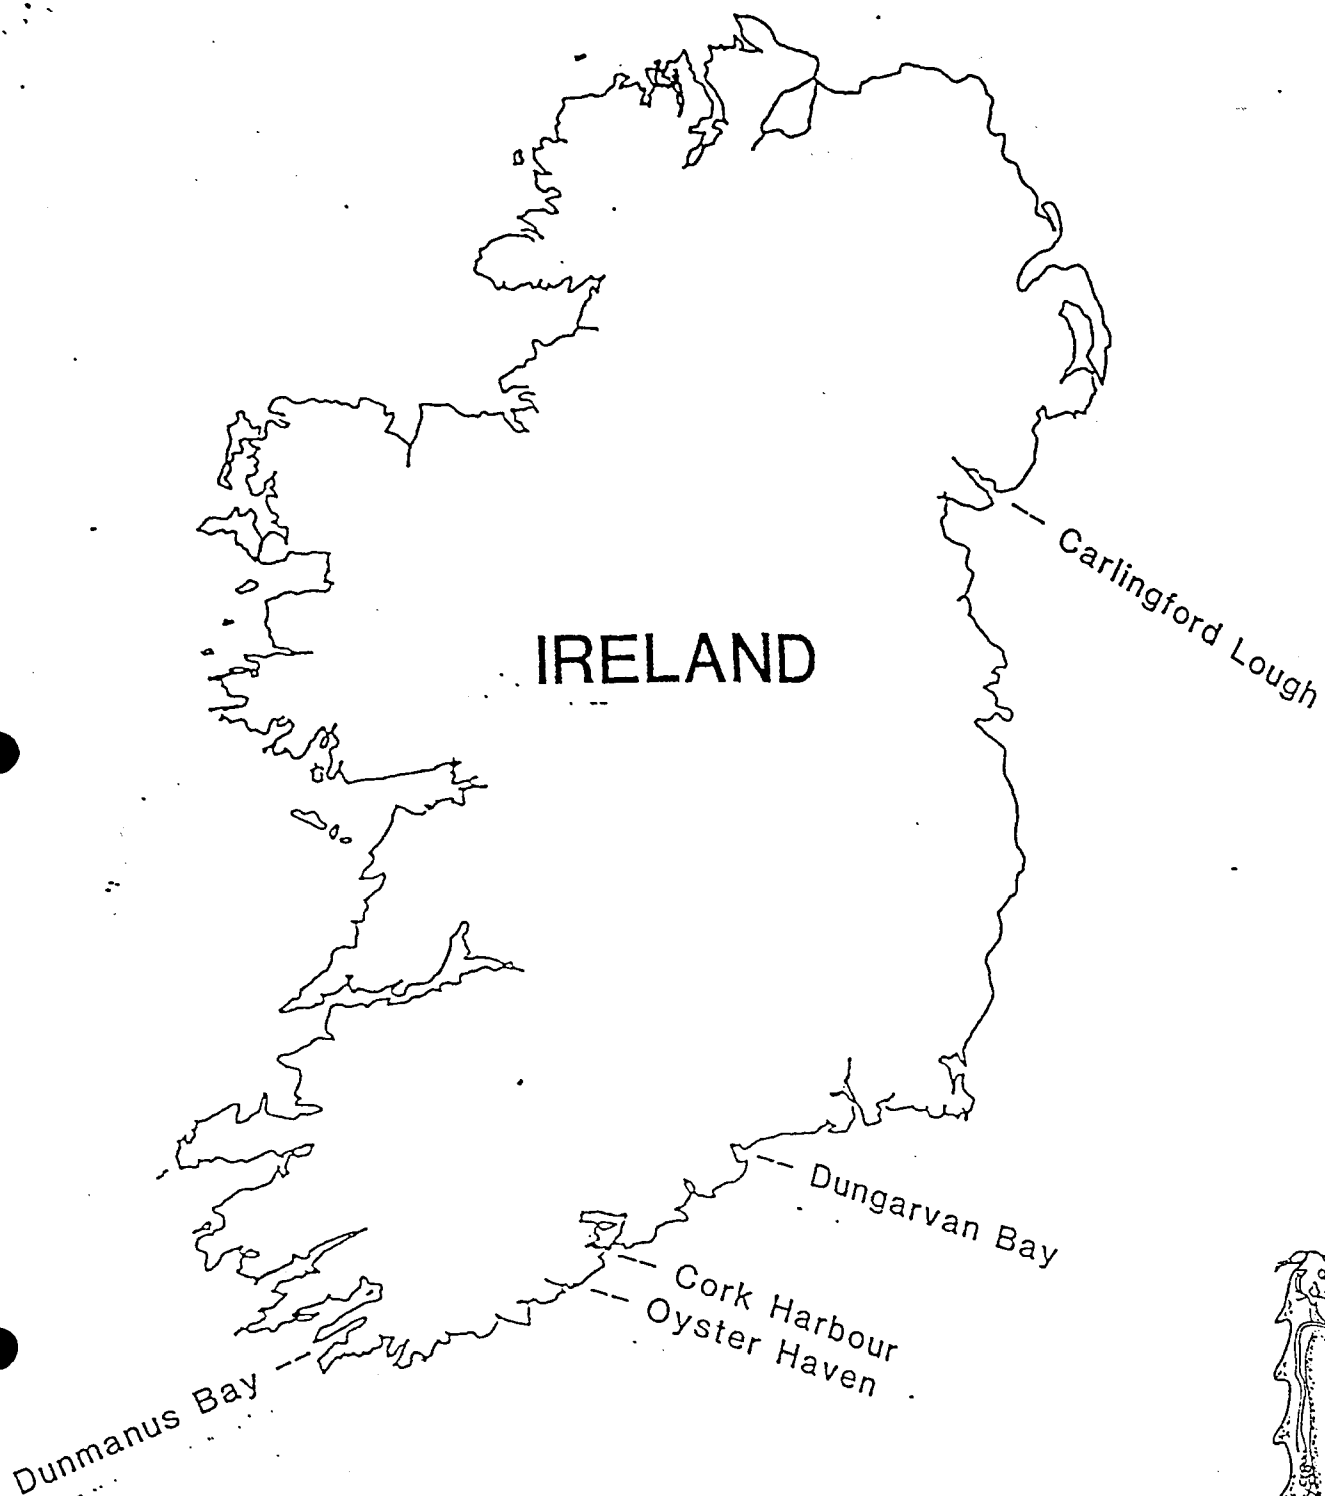 IRELAND
Carlingford Lough
Dungarvan Bay
Cork Harbour
Oyster Haven
Dunmanus Bay